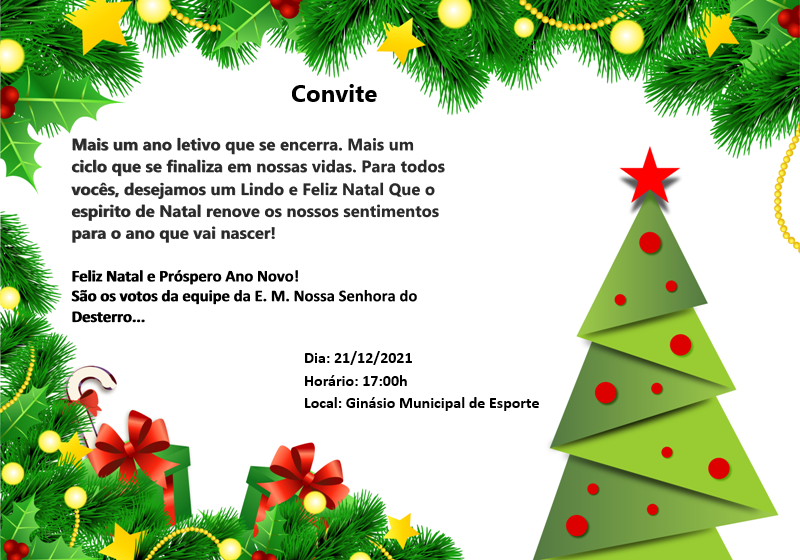 Convite
Mais um ano letivo que se encerra. Mais um
ciclo que se finaliza em nossas vidas. Para todos
vocês, desejamos um Lindo e Feliz Natal Que o
espirito de Natal renove os nossos sentimentos
para o ano que vai nascer!
Feliz Natal e Próspero Ano Novo!
São os votos da equipe da E. M. Nossa Senhora do
Desterro...
Dia: 21/12/2021
Horário: 17:00h
Local: Ginásio Municipal de Esporte